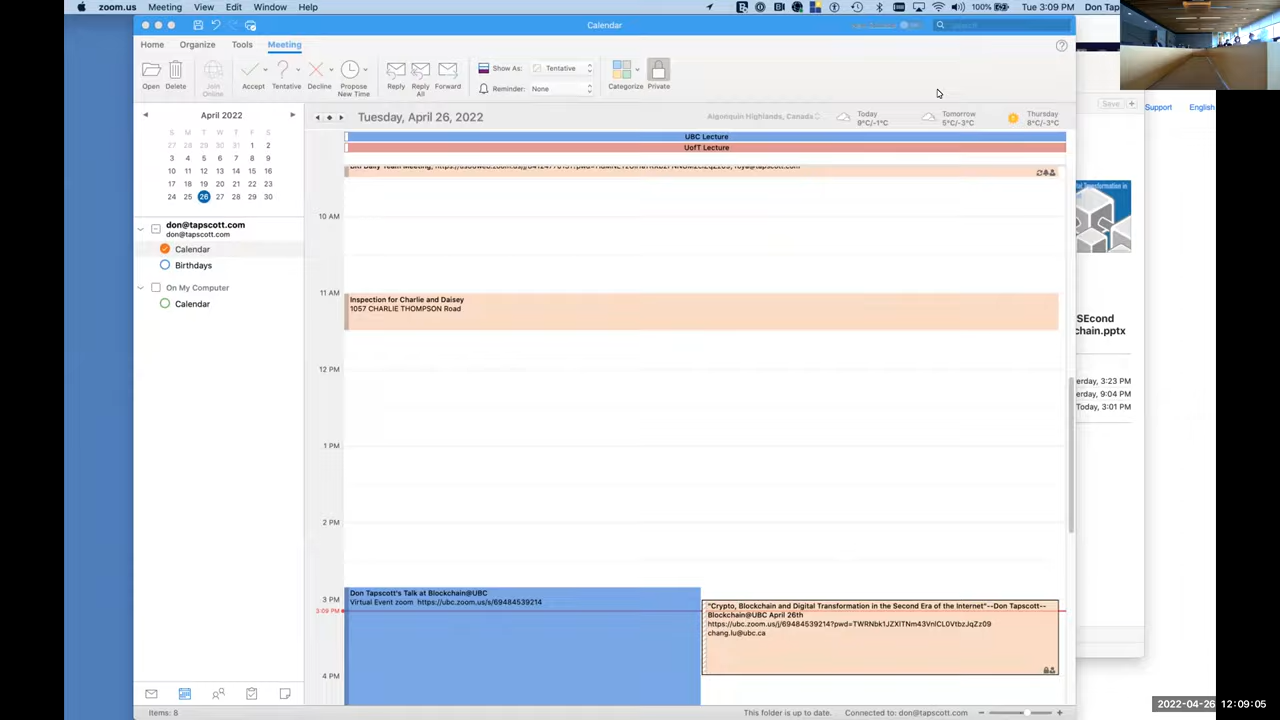 zoom.us Meeting View Edit Window Help 100% Tue 3:09 PM Don Tap
Calendar
Home Organize Tools Meeting
Open Delete Join Online Accept Tentative Decline Propose New Time Reply Reply All Forward Show As: Tentative Reminder: None Categorize Private
Save
Support English
April 2022
S M T W T F S
27 28 29 30 31 1 2
3 4 5 6 7 8 9
10 11 12 13 14 15 16
17 18 19 20 21 22 23
24 25 26 27 28 29 30
don@tapscott.com
don@tapscott.com
Calendar
Birthdays
On My Computer
Calendar
Tuesday, April 26, 2022
Algonquin Highlands, Canada
Today
9°C/-1°C
Tomorrow
5°C/-3°C
Thursday
8°C/-3°C
UBC Lecture
UofT Lecture
10 AM
11 AM
Inspection for Charlie and Daisey
1057 CHARLIE THOMPSON Road
12 PM
1 PM
2 PM
3 PM
3:09 PM
4 PM
Don Tapscott's Talk at Blockchain@UBC
Virtual Event zoom https://ubc.zoom.us/s/69484539214
"Crypto, Blockchain and Digital Transformation in the Second Era of the Internet"--Don Tapscott--
Blockchain@UBC April 26th
chang.lu@ubc.ca
ital Transformation in
SEcond
chain.pptx
erday, 3:23 PM
erday, 9:04 PM
Today, 3:01 PM
Items: 8
This folder is up to date.
Connected to: don@tapscott.com
2022-04-26 12:09:05